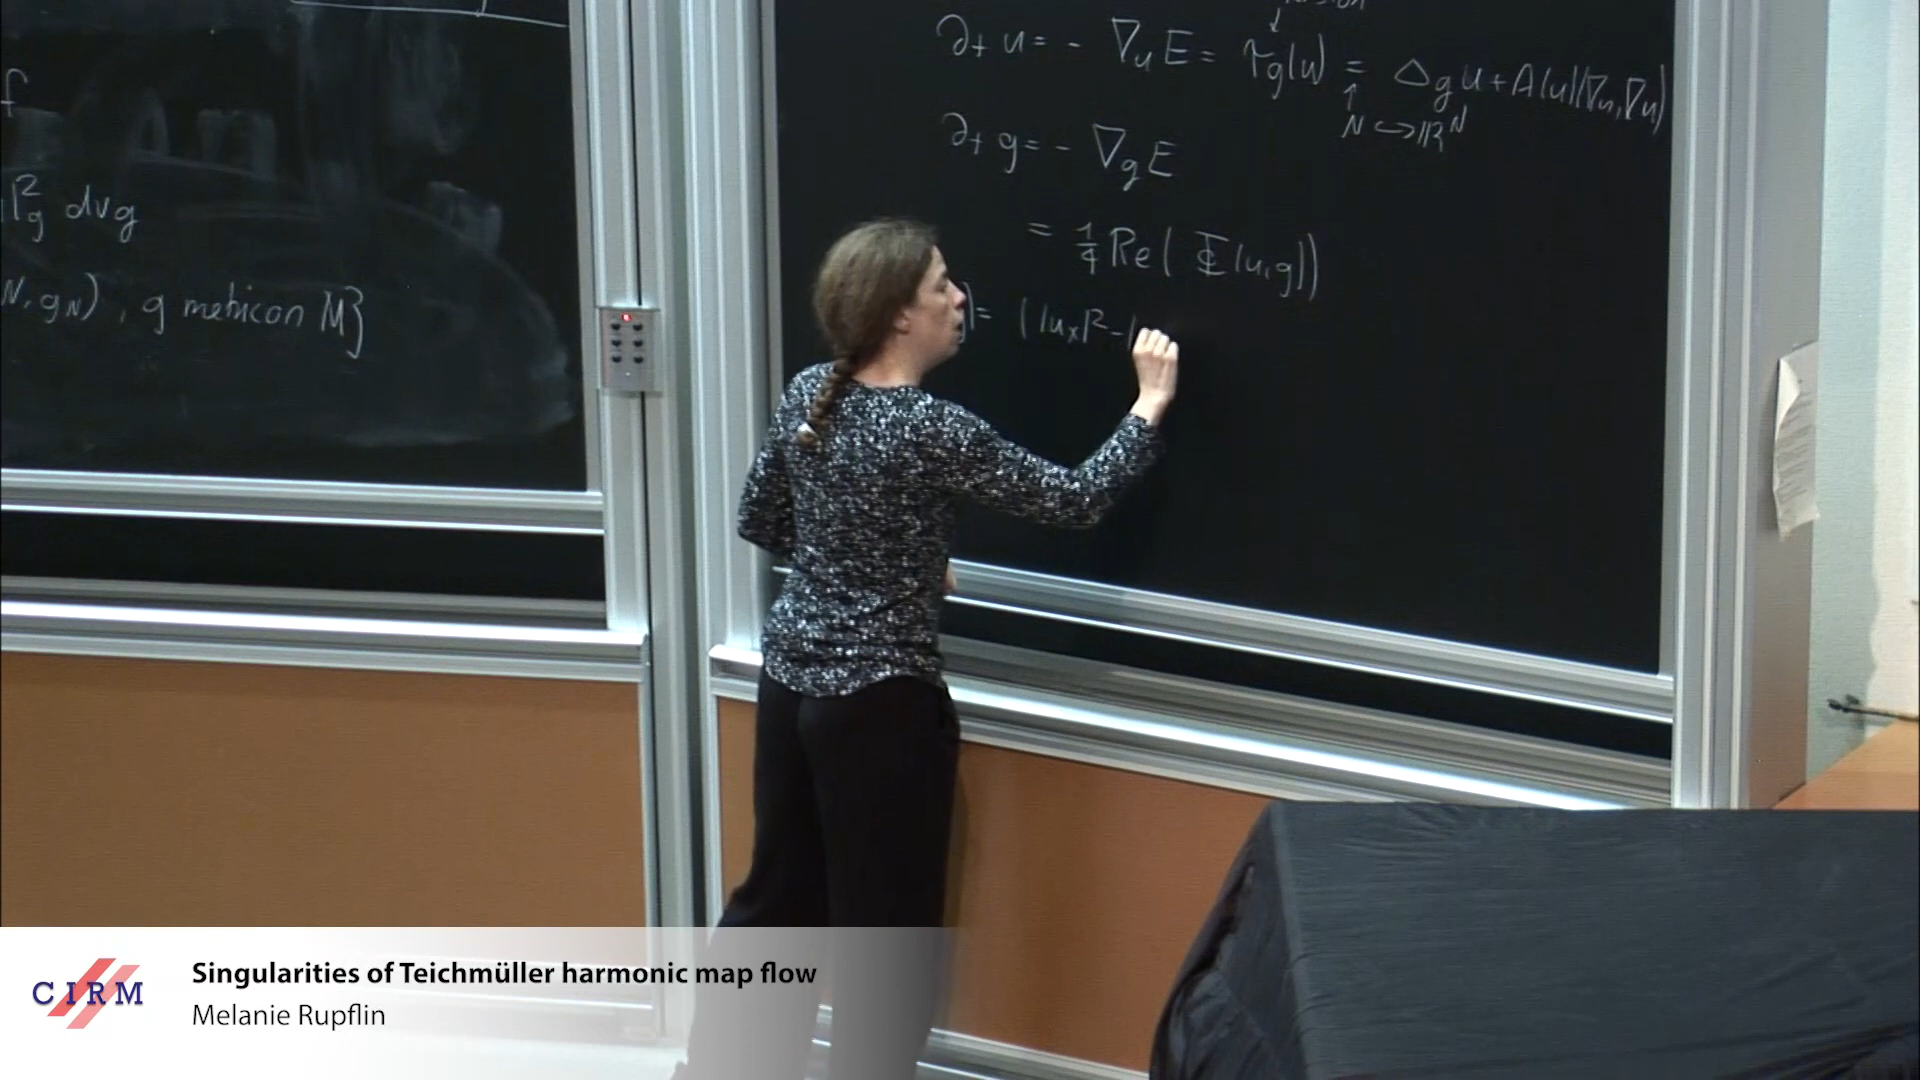 f
|²g dvg
N, gN), g metric on M}
∂t u = - ∇u E = τg(u) = Δg u + A(u)(∇u, ∇u)
↑
N ↪ ℝᴺ
∂t g = - ∇g E
= 1/4 Re( Φ(u,g))
) = (|ux|² - |
CIRM
Singularities of Teichmüller harmonic map flow
Melanie Rupflin